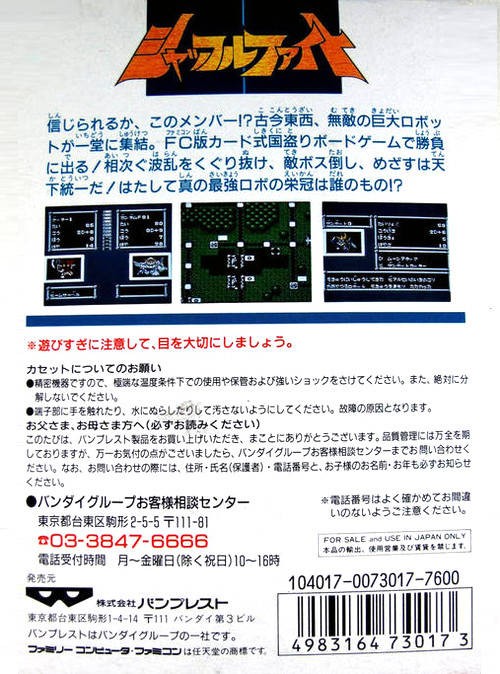 シャッフルファイト
信じられるか、このメンバー!?古今東西、無敵の巨大ロボッ
トが一堂に集結。FC版カード式国盗りボードゲームで勝負
に出る!相次ぐ波乱をくぐり抜け、敵ボス倒し、めざすは天
下統一だ!はたして真の最強ロボの栄冠は誰のもの!?
※遊びすぎに注意して、目を大切にしましょう。
カセットについてのお願い
●精密機器ですので、極端な温度条件下での使用や保管および強いショックをさけてください。また、絶対に分
解しないでください。
●端子部に手を触れたり、水にぬらしたりして汚さないようにしてください。故障の原因となります。
お父さま、お母さま方へ(必ずお読みください)
このたびは、バンプレスト製品をお買い上げいただき、まことにありがとうございます。品質管理には万全を期
しておりますが、万一お気付の点がございましたら、バンダイグループお客様相談センターまでお問い合わせくださ
い。なお、お問い合わせの際には、住所・氏名(保護者)・電話番号と、お子様のお名前・お年も必ずお知らせ
ください。
●バンダイグループお客様相談センター
東京都台東区駒形2-5-5 〒111-81
☎03-3847-6666
電話受付時間 月〜金曜日(除く祝日)10〜16時
※電話番号はよく確かめてお間違
いのないようご注意ください。
FOR SALE and USE IN JAPAN ONLY
本品の輸出、使用営業及び賃貸を禁じます。
発売元
株式会社 バンプレスト
東京都台東区駒形1-4-14 〒111 バンダイ第3ビル
バンプレストはバンダイグループの一社です。
ファミリーコンピュータ・ファミコンは任天堂の商標です。
104017-0073017-7600
4983164730173